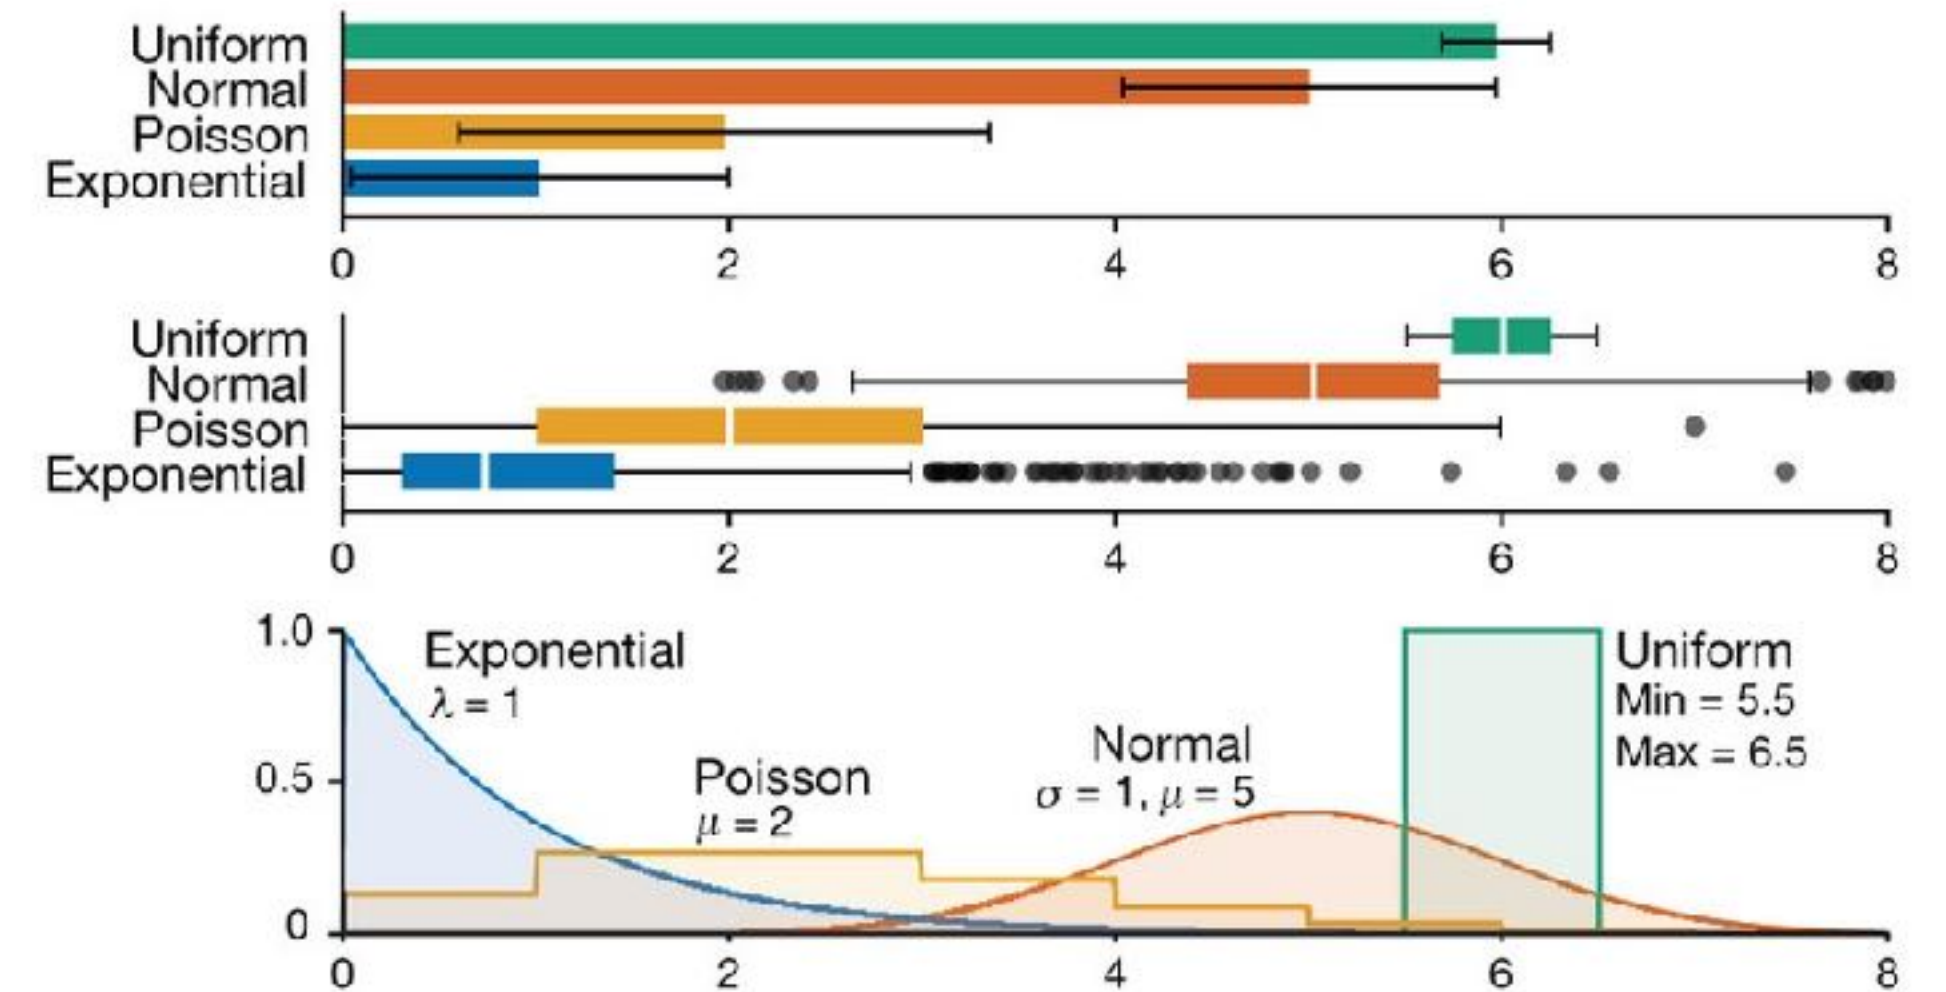 Uniform
Normal
Poisson
Exponential
0 2 4 6 8
Uniform
Normal
Poisson
Exponential
0 2 4 6 8
1.0
0.5
0
Exponential
λ = 1
Poisson
μ = 2
Normal
σ = 1, μ = 5
Uniform
Min = 5.5
Max = 6.5
0 2 4 6 8